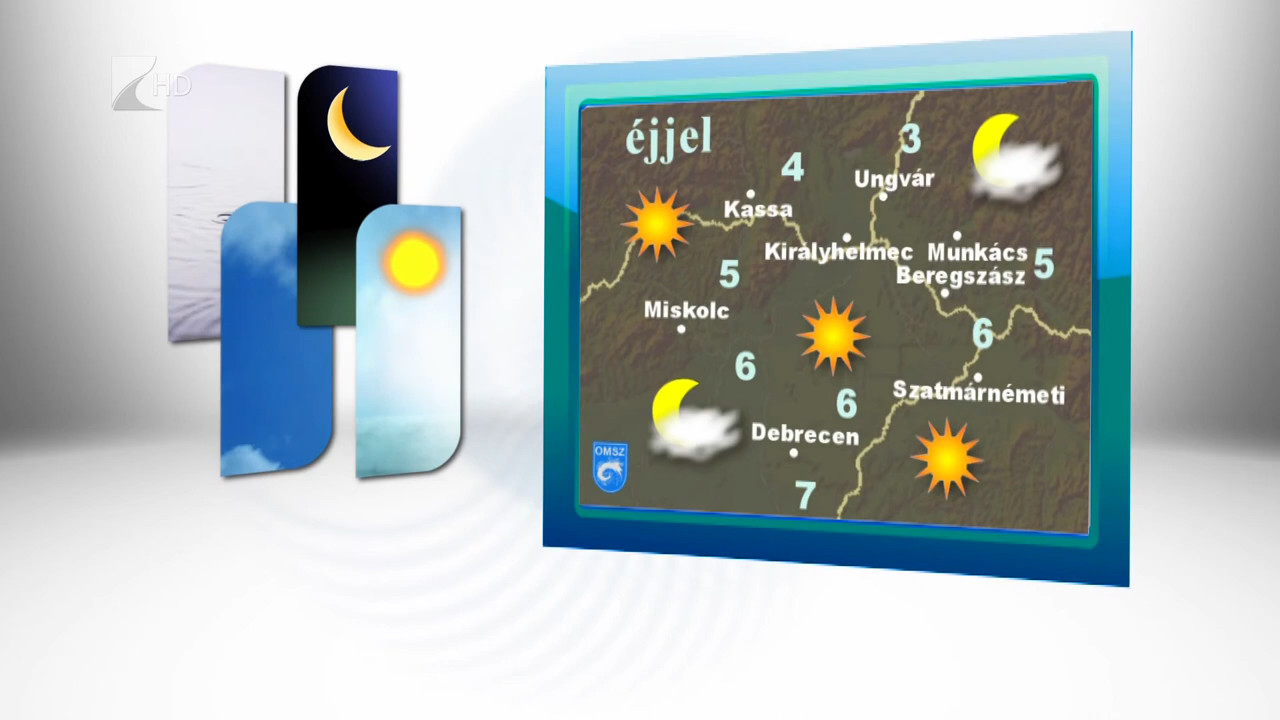 HD
éjjel
3
4
Ungvár
Kassa
Királyhelmec
Munkács
5
Beregszász
5
Miskolc
6
6
6
Szatmárnémeti
Debrecen
OMSZ
7